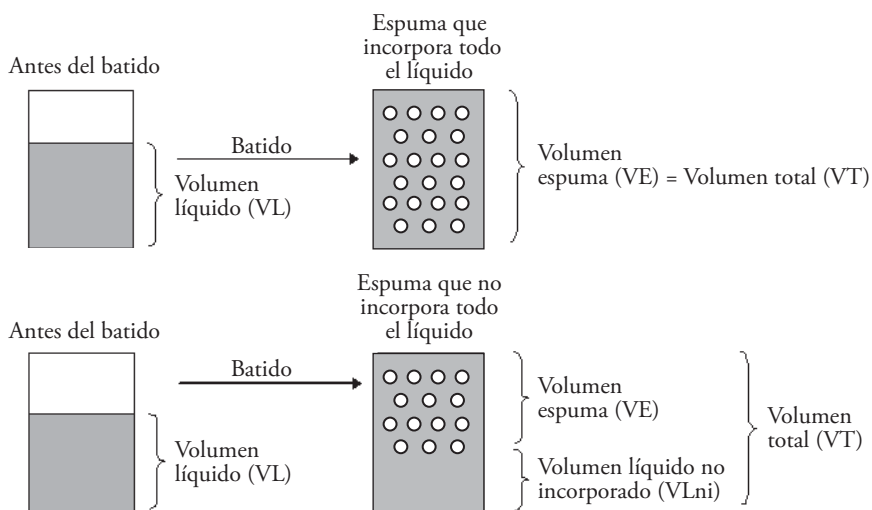 Espuma que
incorpora todo
el líquido
Antes del batido
Batido
Volumen
líquido (VL)
Volumen
espuma (VE) = Volumen total (VT)
Espuma que no
incorpora todo
el líquido
Antes del batido
Batido
Volumen
líquido (VL)
Volumen
espuma (VE)
Volumen líquido no
incorporado (VLni)
Volumen
total (VT)